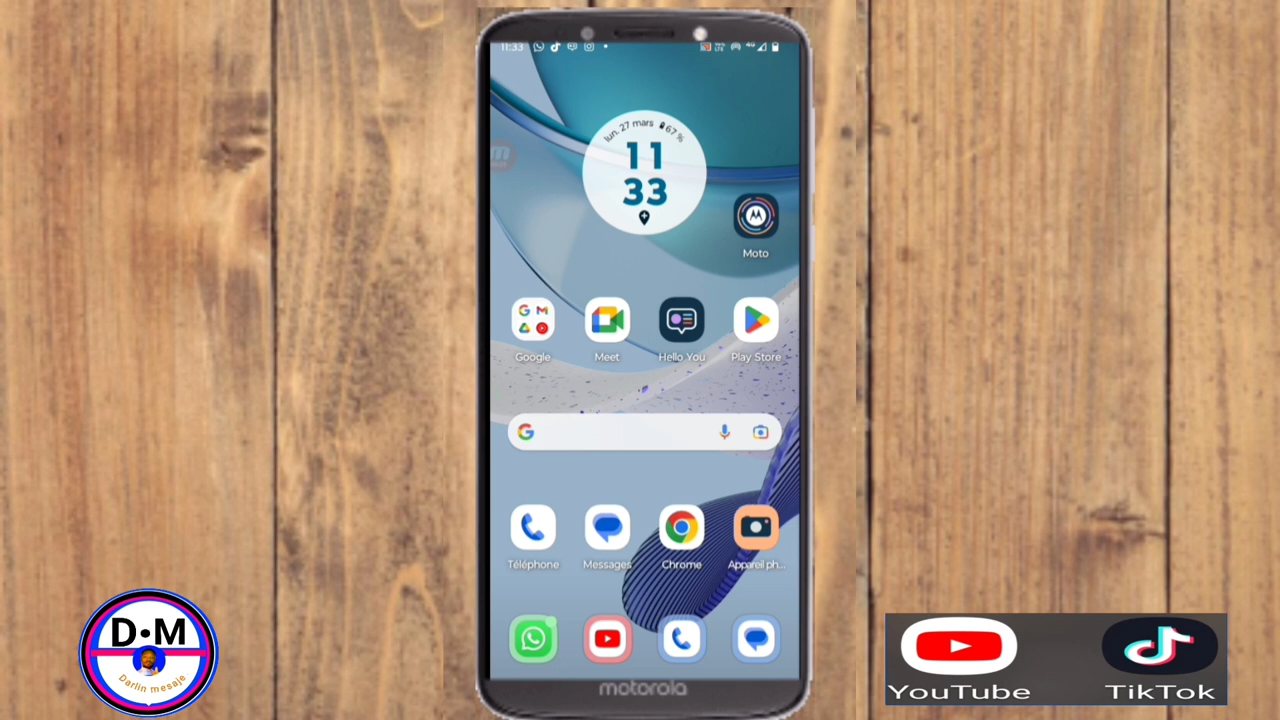 11:33
4G
lun. 27 mars 67 %
11
33
Moto
Google
Meet
Hello You
Play Store
Téléphone
Messages
Chrome
Appareil ph...
motorola
D•M
Darlin mesaje
YouTube
TikTok